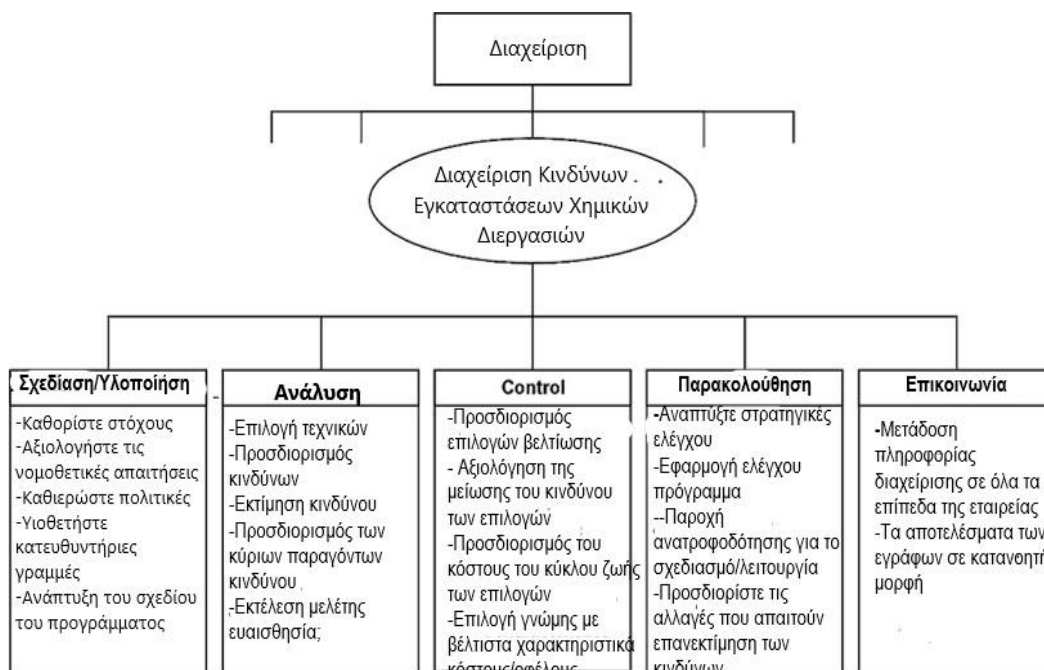 Διαχείριση
Διαχείριση Κινδύνων
Εγκαταστάσεων Χημικών
Διεργασιών
Σχεδίαση/Υλοποίήση
-Καθορίστε στόχους
-Αξιολογήστε τις
νομοθετικές απαιτήσεις
-Καθιερώστε πολιτικές
-Υιοθετήστε
κατευθυντήριες
γραμμές
-Ανάπτυξη του σχεδίου
του προγράμματος
Ανάλυση
-Επιλογή τεχνικών
-Προσδιορισμός
κινδύνων
-Εκτίμηση κινδύνου
-Προσδιορισμός των
κύριων παραγόντων
κινδύνου
-Εκτέλεση μελέτης
ευαισθησία;
Control
-Προσδιορισμός
επιλογών βελτίωσης
- Αξιολόγηση της
μείωσης του κινδύνου
των επιλογών
-Προσδιορισμός του
κόστους του κύκλου ζωής
των επιλογών
-Επιλογή γνώμης με
βέλτιστα χαρακτηριστικά
κόστους/οφέλους
Παρακολούθηση
-Αναπτύξτε στρατηγικές
ελέγχου
-Εφαρμογή ελέγχου
πρόγραμμα
--Παροχή
ανατροφοδότησης για το
σχεδιασμό/λειτουργία
-Προσδιορίστε τις
αλλαγές που απαιτούν
επανεκτίμηση των
κινδύνων
Επικοινωνία
-Μετάδοση
πληροφορίας
διαχείρισης σε όλα τα
επίπεδα της εταιρείας
-Τα αποτελέσματα των
εγράφων σε κατανοητή
μορφή